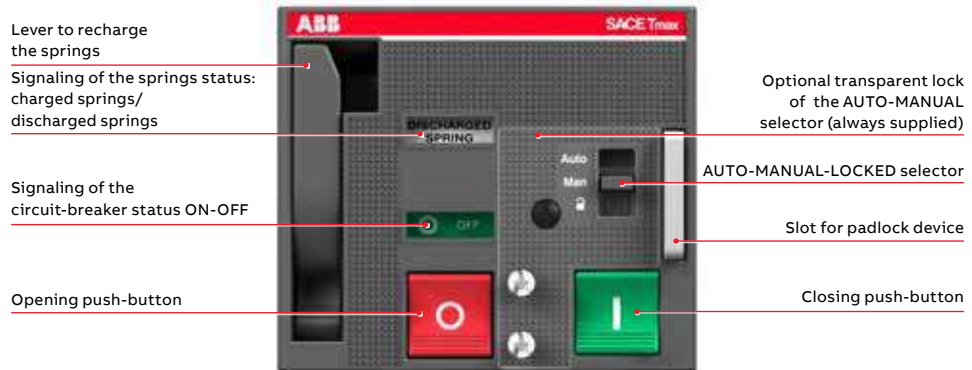 Lever to recharge
the springs
Signaling of the springs status:
charged springs/
discharged springs
Signaling of the
circuit-breaker status ON-OFF
Opening push-button
ABB
SACE Tmax
DISCHARGED
SPRING
Auto
Man
O OFF
O
I
Optional transparent lock
of the AUTO-MANUAL
selector (always supplied)
AUTO-MANUAL-LOCKED selector
Slot for padlock device
Closing push-button